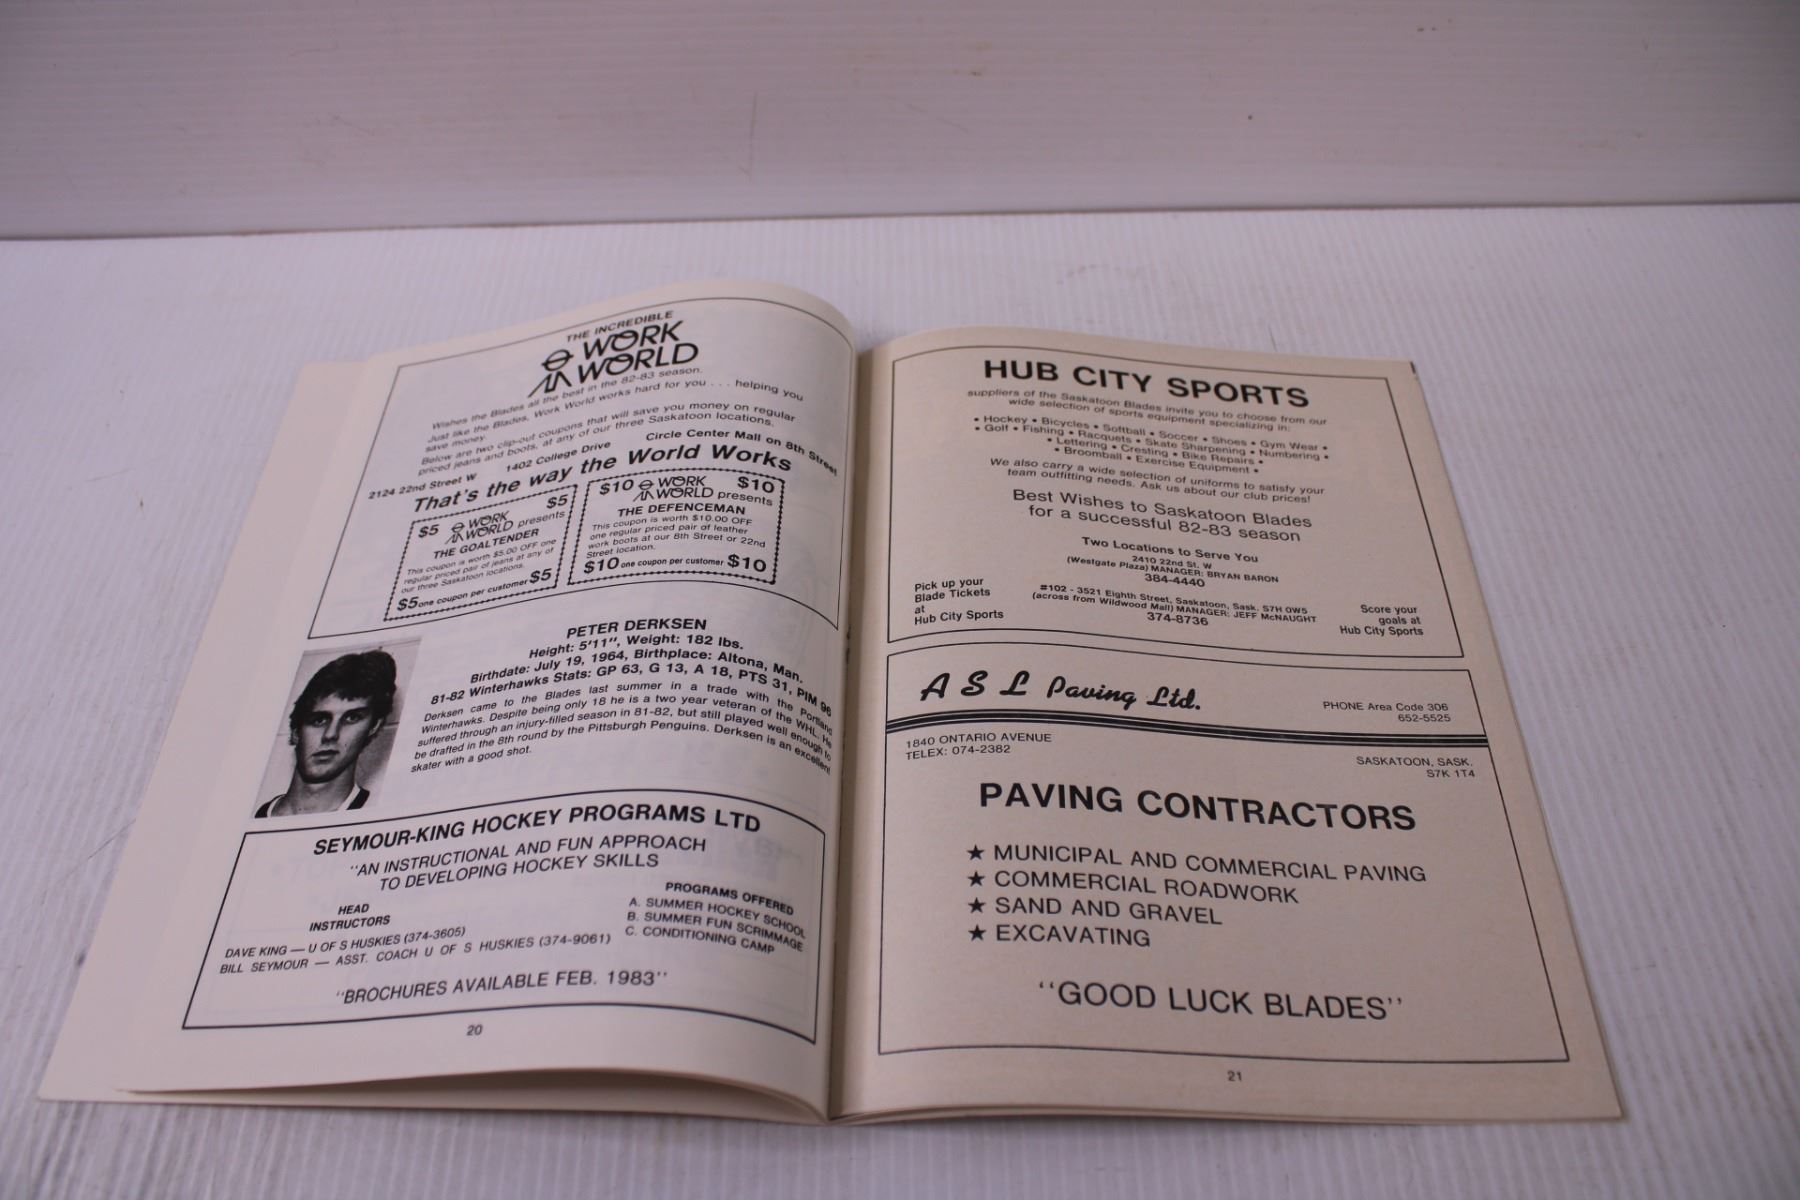 THE INCREDIBLE
WORK
WORLD
Wishes the Blades all the best in the 82-83 season.
Just like the Blades, Work World works hard for you . . . helping you
save money.
Below are two clip-out coupons that will save you money on regular
priced jeans and boots, at any of our three Saskatoon locations.
2124 22nd Street W 1402 College Drive Circle Center Mall on 8th Street
That's the way the World Works
$5 $5
WORK
WORLD presents
THE GOALTENDER
This coupon is worth $5.00 OFF one
regular priced pair of jeans at any of
our three Saskatoon locations.
$5 one coupon per customer $5
$10 $10
WORK
WORLD presents
THE DEFENCEMAN
This coupon is worth $10.00 OFF
one regular priced pair of leather
work boots at our 8th Street or 22nd
Street location.
$10 one coupon per customer $10
PETER DERKSEN
Height: 5'11", Weight: 182 lbs.
Birthdate: July 19, 1964, Birthplace: Altona, Man.
81-82 Winterhawks Stats: GP 63, G 13, A 18, PTS 31, PIM 96
Derksen came to the Blades last summer in a trade with the Portland
Winterhawks. Despite being only 18 he is a two year veteran of the WHL. He
suffered through an injury-filled season in 81-82, but still played well enough to
be drafted in the 8th round by the Pittsburgh Penguins. Derksen is an excellent
skater with a good shot.
SEYMOUR-KING HOCKEY PROGRAMS LTD
"AN INSTRUCTIONAL AND FUN APPROACH
TO DEVELOPING HOCKEY SKILLS
HEAD
INSTRUCTORS
DAVE KING — U OF S HUSKIES (374-3605)
BILL SEYMOUR — ASST. COACH U OF S HUSKIES (374-9061)
PROGRAMS OFFERED
A. SUMMER HOCKEY SCHOOL
B. SUMMER FUN SCRIMMAGE
C. CONDITIONING CAMP
"BROCHURES AVAILABLE FEB. 1983"
20
HUB CITY SPORTS
suppliers of the Saskatoon Blades invite you to choose from our
wide selection of sports equipment specializing in:
• Hockey • Bicycles • Softball • Soccer • Shoes • Gym Wear •
• Golf • Fishing • Racquets • Skate Sharpening • Numbering •
• Lettering • Cresting • Bike Repairs •
• Broomball • Exercise Equipment •
We also carry a wide selection of uniforms to satisfy your
team outfitting needs. Ask us about our club prices!
Best Wishes to Saskatoon Blades
for a successful 82-83 season
Two Locations to Serve You
2410 22nd St. W
(Westgate Plaza) MANAGER: BRYAN BARON
384-4440
#102 - 3521 Eighth Street, Saskatoon, Sask. S7H 0W5
(across from Wildwood Mall) MANAGER: JEFF McNAUGHT
374-8736
Pick up your
Blade Tickets
at
Hub City Sports
Score your
goals at
Hub City Sports
A S L Paving Ltd.
PHONE Area Code 306
652-5525
1840 ONTARIO AVENUE
TELEX: 074-2382
SASKATOON, SASK.
S7K 1T4
PAVING CONTRACTORS
★ MUNICIPAL AND COMMERCIAL PAVING
★ COMMERCIAL ROADWORK
★ SAND AND GRAVEL
★ EXCAVATING
"GOOD LUCK BLADES"
21